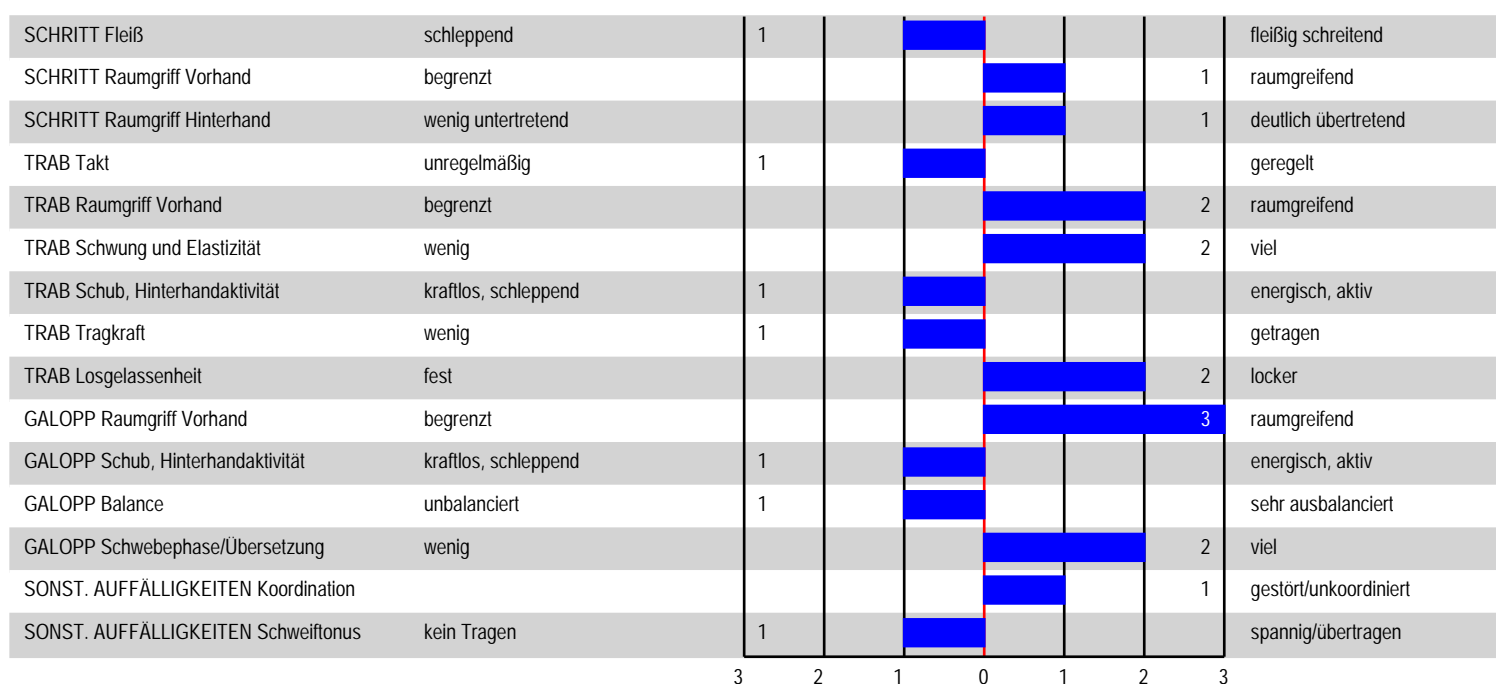 SCHRITT Fleiß schleppend 1 fleißig schreitend
SCHRITT Raumgriff Vorhand begrenzt 1 raumgreifend
SCHRITT Raumgriff Hinterhand wenig untertretend 1 deutlich übertretend
TRAB Takt unregelmäßig 1 geregelt
TRAB Raumgriff Vorhand begrenzt 2 raumgreifend
TRAB Schwung und Elastizität wenig 2 viel
TRAB Schub, Hinterhandaktivität kraftlos, schleppend 1 energisch, aktiv
TRAB Tragkraft wenig 1 getragen
TRAB Losgelassenheit fest 2 locker
GALOPP Raumgriff Vorhand begrenzt 3 raumgreifend
GALOPP Schub, Hinterhandaktivität kraftlos, schleppend 1 energisch, aktiv
GALOPP Balance unbalanciert 1 sehr ausbalanciert
GALOPP Schwebephase/Übersetzung wenig 2 viel
SONST. AUFFÄLLIGKEITEN Koordination 1 gestört/unkoordiniert
SONST. AUFFÄLLIGKEITEN Schweiftonus kein Tragen 1 spannig/übertragen
3 2 1 0 1 2 3